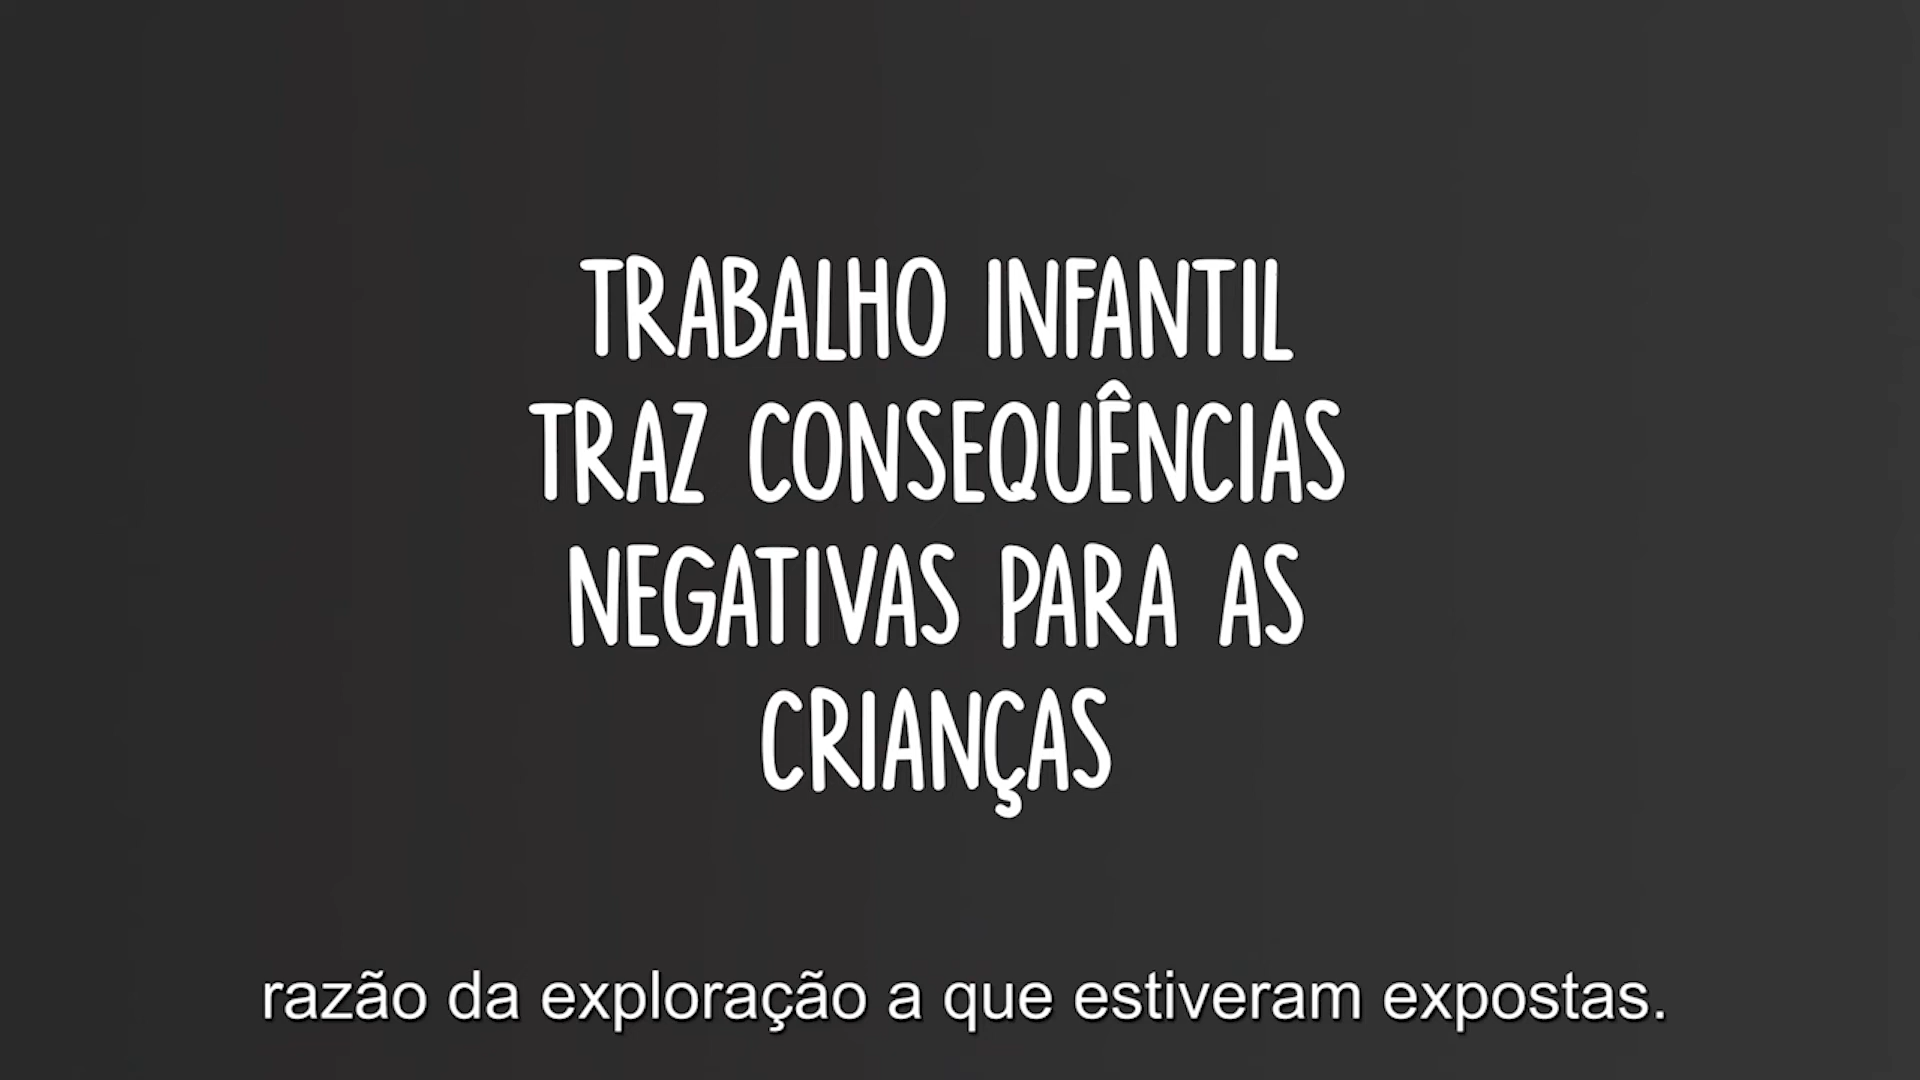 TRABALHO INFANTIL
TRAZ CONSEQUÊNCIAS
NEGATIVAS PARA AS
CRIANÇAS
razão da exploração a que estiveram expostas.